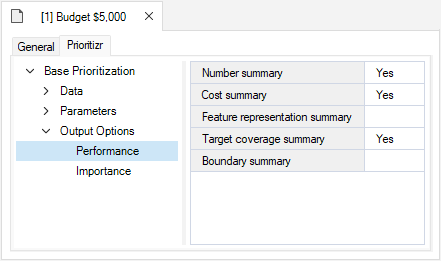 [1] Budget $5,000
General Prioritizr
Base Prioritization
Data
Parameters
Output Options
Performance
Importance
Number summary Yes
Cost summary Yes
Feature representation summary
Target coverage summary Yes
Boundary summary